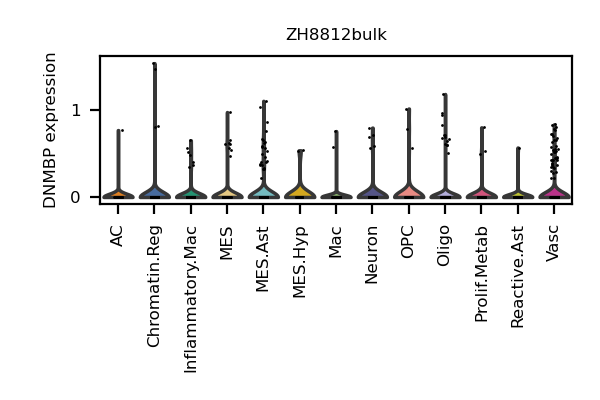 ZH8812bulk
DNMBP expression
1
0
AC
Chromatin.Reg
Inflammatory.Mac
MES
MES.Ast
MES.Hyp
Mac
Neuron
OPC
Oligo
Prolif.Metab
Reactive.Ast
Vasc